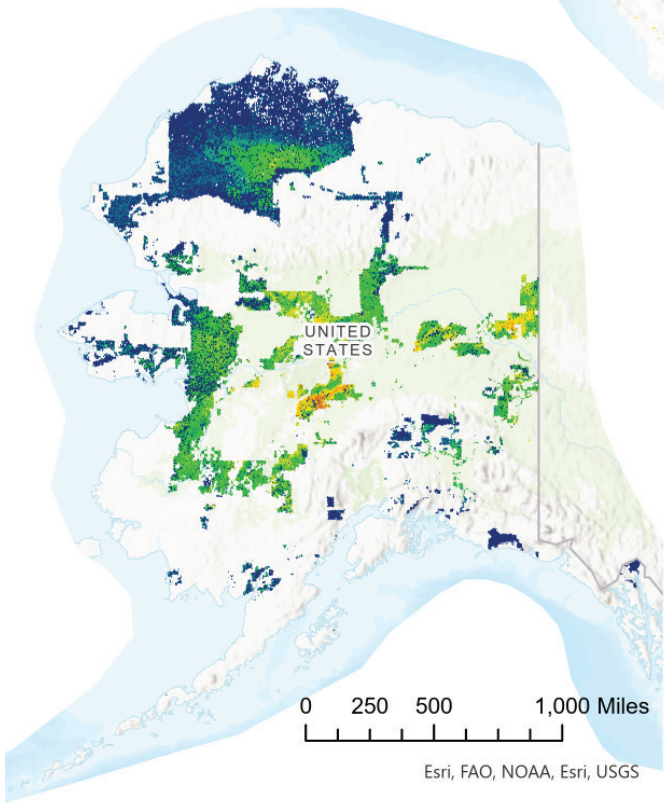 UNITED
STATES
0 250 500 1,000 Miles
Esri, FAO, NOAA, Esri, USGS